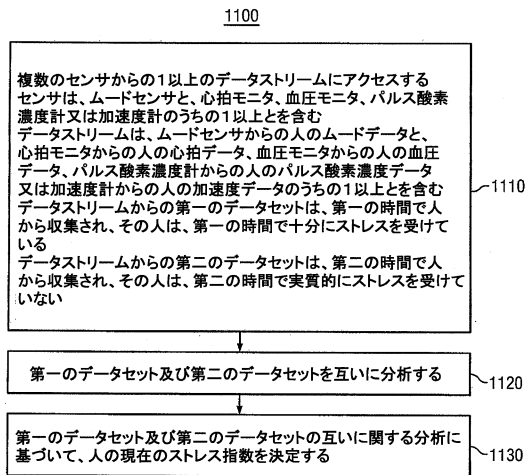 1100
複数のセンサからの1以上のデータストリームにアクセスする
センサは、ムードセンサと、心拍モニタ、血圧モニタ、パルス酸素
濃度計又は加速度計のうちの1以上とを含む
データストリームは、ムードセンサからの人のムードデータと、
心拍モニタからの人の心拍データ、血圧モニタからの人の血圧
データ、パルス酸素濃度計からの人のパルス酸素濃度データ
又は加速度計からの人の加速度データのうちの1以上とを含む
データストリームからの第一のデータセットは、第一の時間で人
から収集され、その人は、第一の時間で十分にストレスを受けて
いる
データストリームからの第二のデータセットは、第二の時間で人
から収集され、その人は、第二の時間で実質的にストレスを受けて
いない
1110
第一のデータセット及び第二のデータセットを互いに分析する
1120
第一のデータセット及び第二のデータセットの互いに関する分析に
基づいて、人の現在のストレス指数を決定する
1130